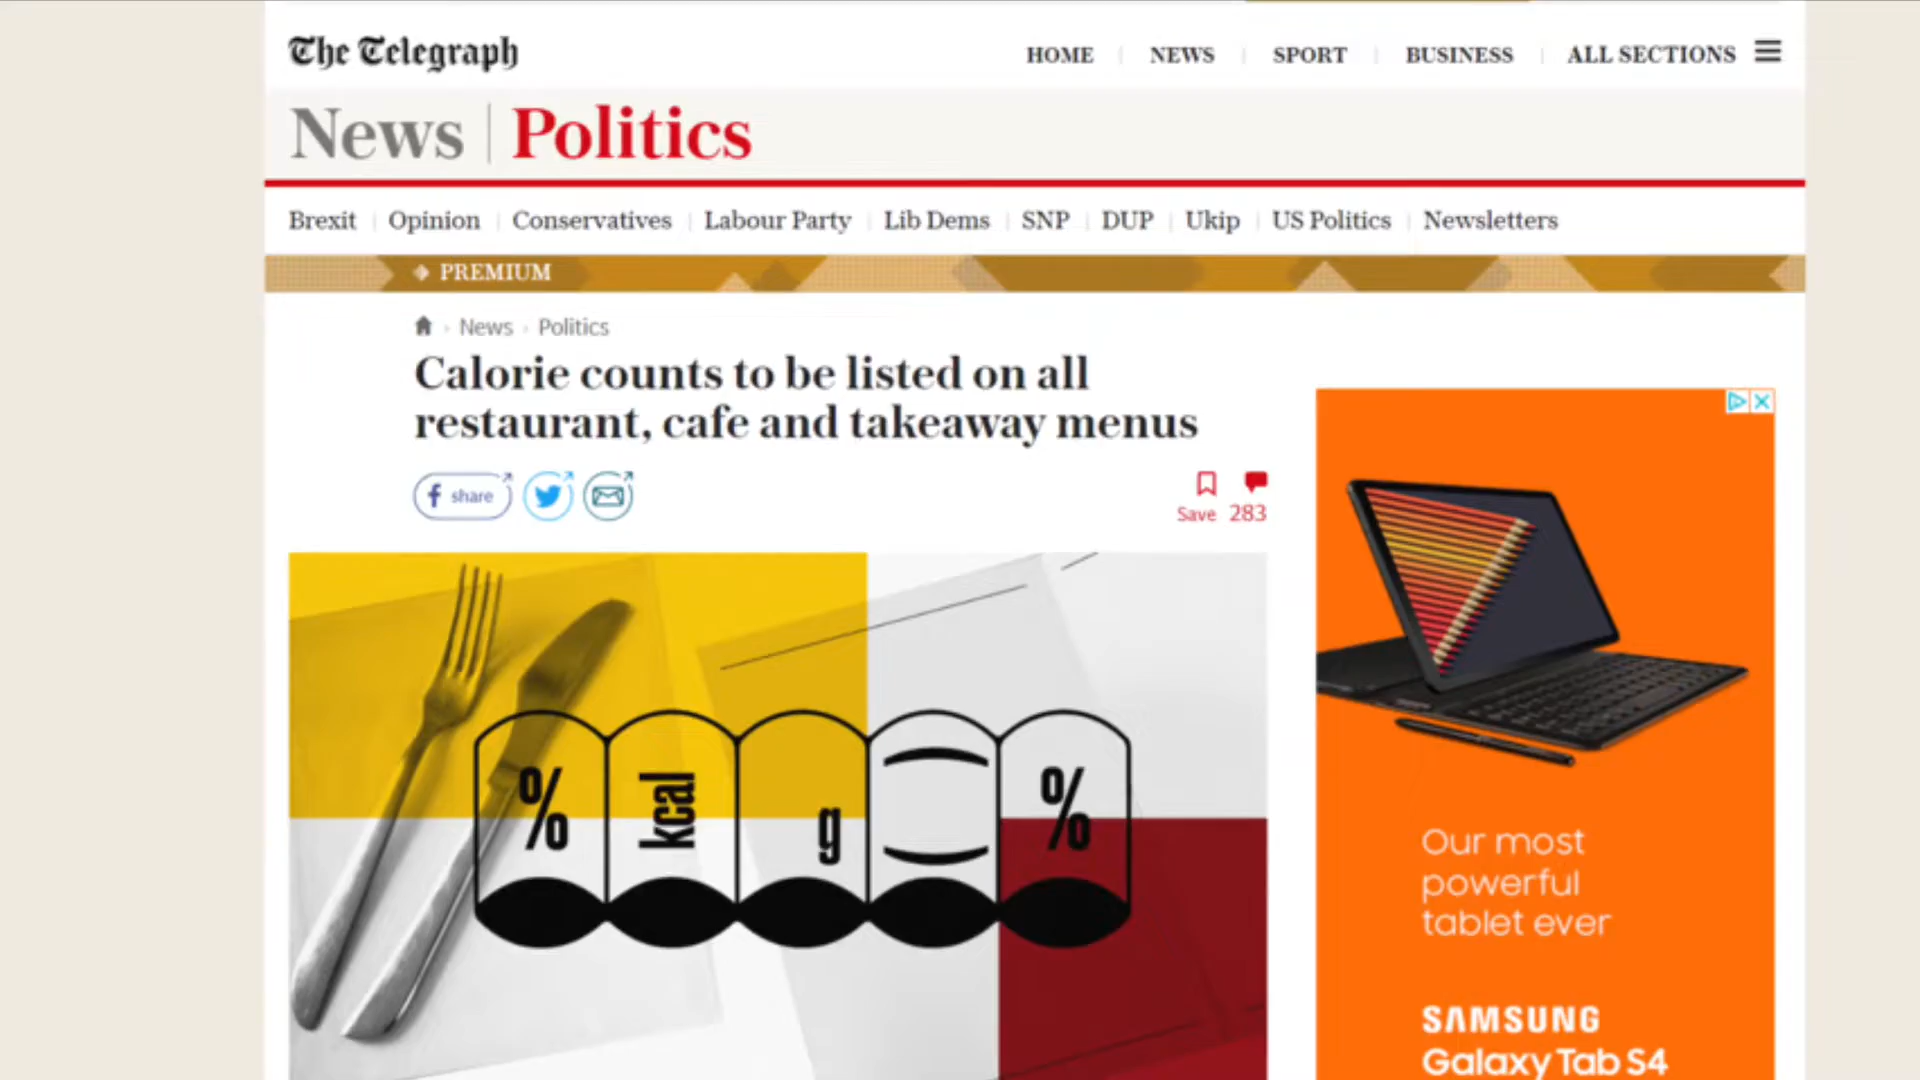 The Telegraph
HOME
NEWS
SPORT
BUSINESS
ALL SECTIONS
News
Politics
Brexit
Opinion
Conservatives
Labour Party
Lib Dems
SNP
DUP
Ukip
US Politics
Newsletters
PREMIUM
News
Politics
Calorie counts to be listed on all
restaurant, cafe and takeaway menus
share
Save
283
%
kcal
g
%
Our most
powerful
tablet ever
SAMSUNG
Galaxy Tab S4